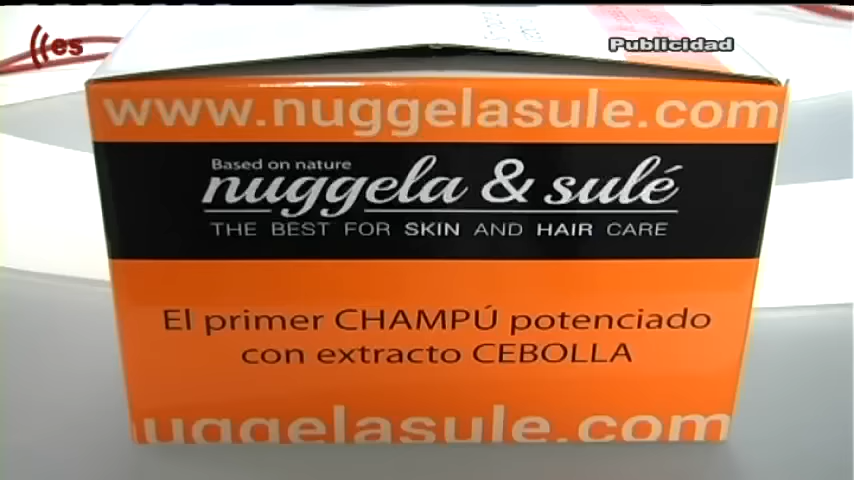 es
Publicidad
www.nuggelasule.com
Based on nature
nuggela & sulé
THE BEST FOR SKIN AND HAIR CARE
El primer CHAMPÚ potenciado
con extracto CEBOLLA
nuggelasule.com